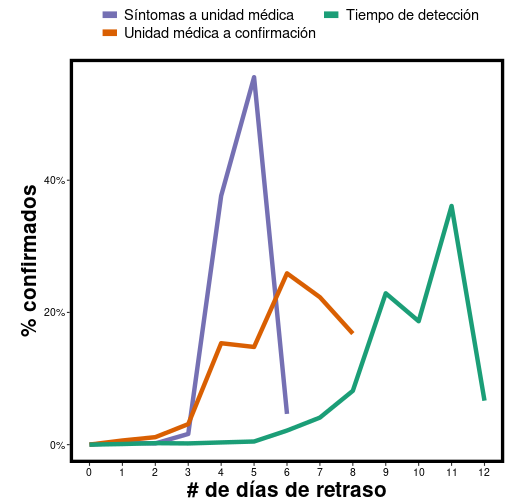 Síntomas a unidad médica
Tiempo de detección
Unidad médica a confirmación
% confirmados
40%
20%
0%
0 1 2 3 4 5 6 7 8 9 10 11 12
# de días de retraso